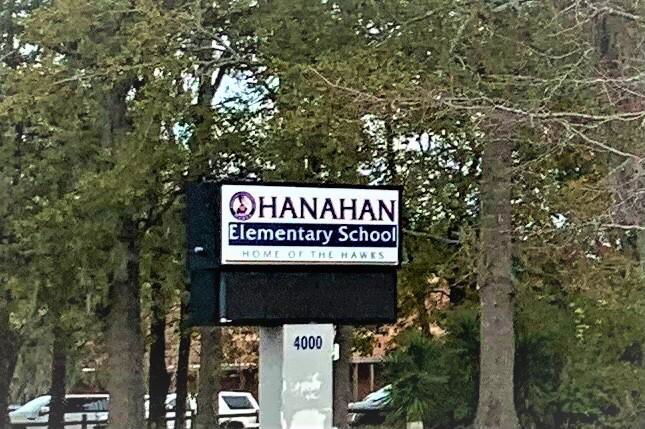 HANAHAN
Elementary School
HOME OF THE HAWKS
4000